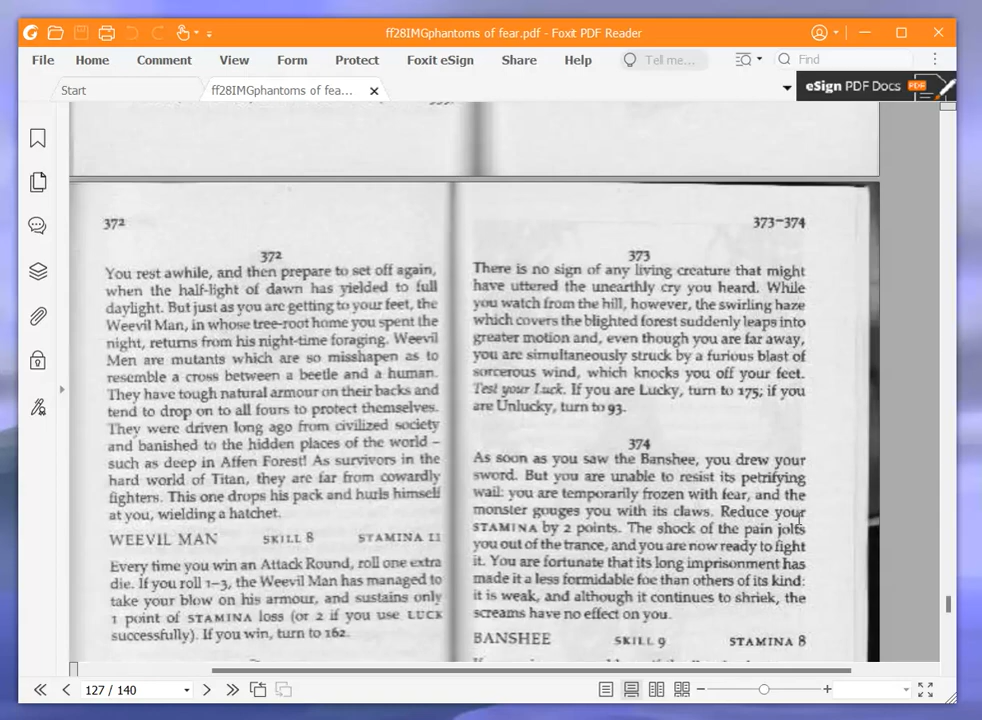 ff28IMGphantoms of fear.pdf - Foxit PDF Reader
File Home Comment View Form Protect Foxit eSign Share Help Tell me... Find
Start ff28IMGphantoms of fea...
eSign PDF Docs PDF
372
372
You rest awhile, and then prepare to set off again,
when the half-light of dawn has yielded to full
daylight. But just as you are getting to your feet, the
Weevil Man, in whose tree-root home you spent the
night, returns from his night-time foraging. Weevil
Men are mutants which are so misshapen as to
resemble a cross between a beetle and a human.
They have tough natural armour on their backs and
tend to drop on to all fours to protect themselves.
They were driven long ago from civilized society
and banished to the hidden places of the world –
such as deep in Affen Forest! As survivors in the
hard world of Titan, they are far from cowardly
fighters. This one drops his pack and hurls himself
at you, wielding a hatchet.
WEEVIL MAN SKILL 8 STAMINA 11
Every time you win an Attack Round, roll one extra
die. If you roll 1–3, the Weevil Man has managed to
take your blow on his armour, and sustains only
1 point of STAMINA loss (or 2 if you use LUCK
successfully). If you win, turn to 162.
373–374
373
There is no sign of any living creature that might
have uttered the unearthly cry you heard. While
you watch from the hill, however, the swirling haze
which covers the blighted forest suddenly leaps into
greater motion and, even though you are far away,
you are simultaneously struck by a furious blast of
sorcerous wind, which knocks you off your feet.
Test your Luck. If you are Lucky, turn to 175; if you
are Unlucky, turn to 93.
374
As soon as you saw the Banshee, you drew your
sword. But you are unable to resist its petrifying
wail: you are temporarily frozen with fear, and the
monster gouges you with its claws. Reduce your
STAMINA by 2 points. The shock of the pain jolts
you out of the trance, and you are now ready to fight
it. You are fortunate that its long imprisonment has
made it a less formidable foe than others of its kind:
it is weak, and although it continues to shriek, the
screams have no effect on you.
BANSHEE SKILL 9 STAMINA 8
127 / 140